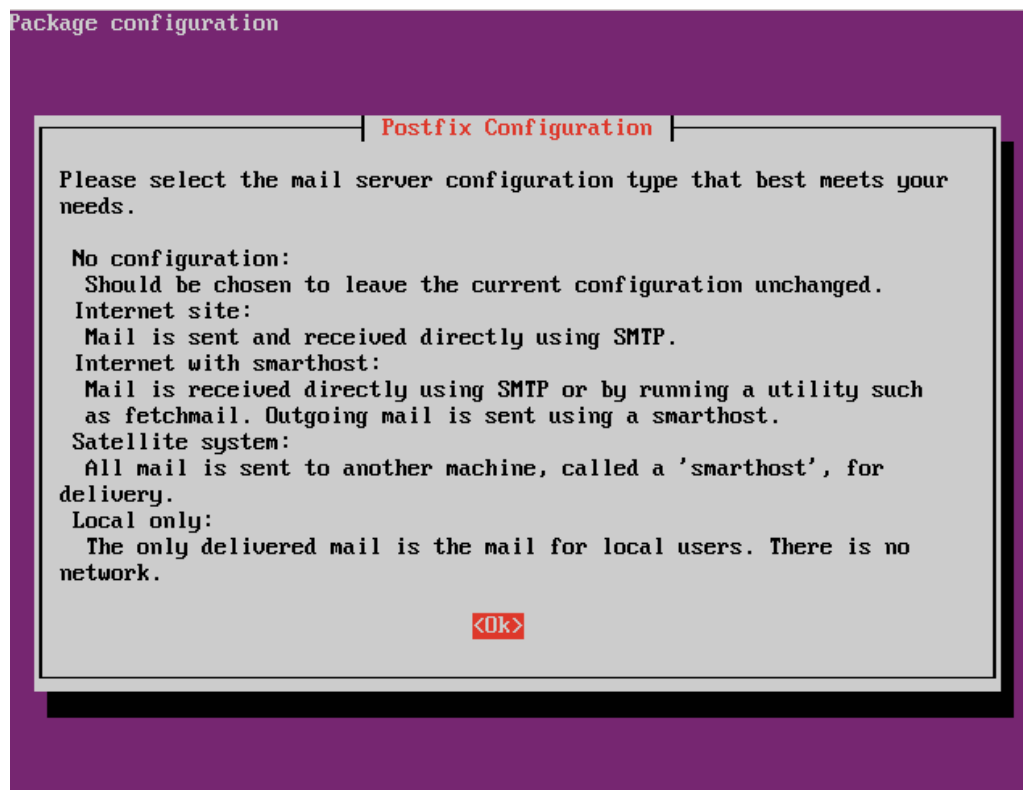 Package configuration
Postfix Configuration
Please select the mail server configuration type that best meets your
needs.
No configuration:
Should be chosen to leave the current configuration unchanged.
Internet site:
Mail is sent and received directly using SMTP.
Internet with smarthost:
Mail is received directly using SMTP or by running a utility such
as fetchmail. Outgoing mail is sent using a smarthost.
Satellite system:
All mail is sent to another machine, called a 'smarthost', for
delivery.
Local only:
The only delivered mail is the mail for local users. There is no
network.
<Ok>